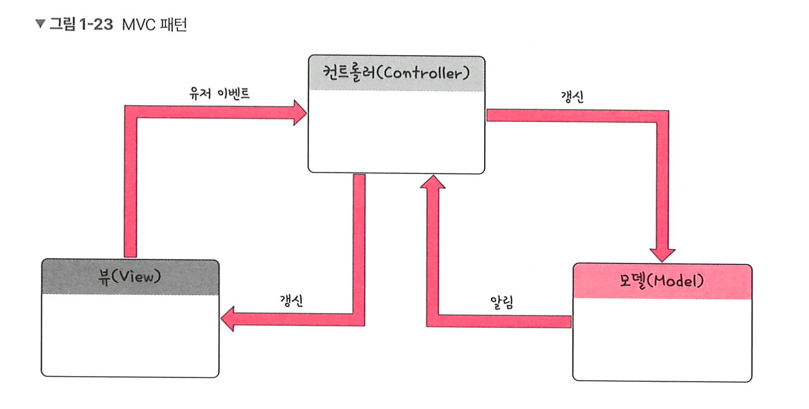 ▼ 그림 1-23 MVC 패턴
컨트롤러(Controller)
유저 이벤트
갱신
뷰(View)
갱신
알림
모델(Model)